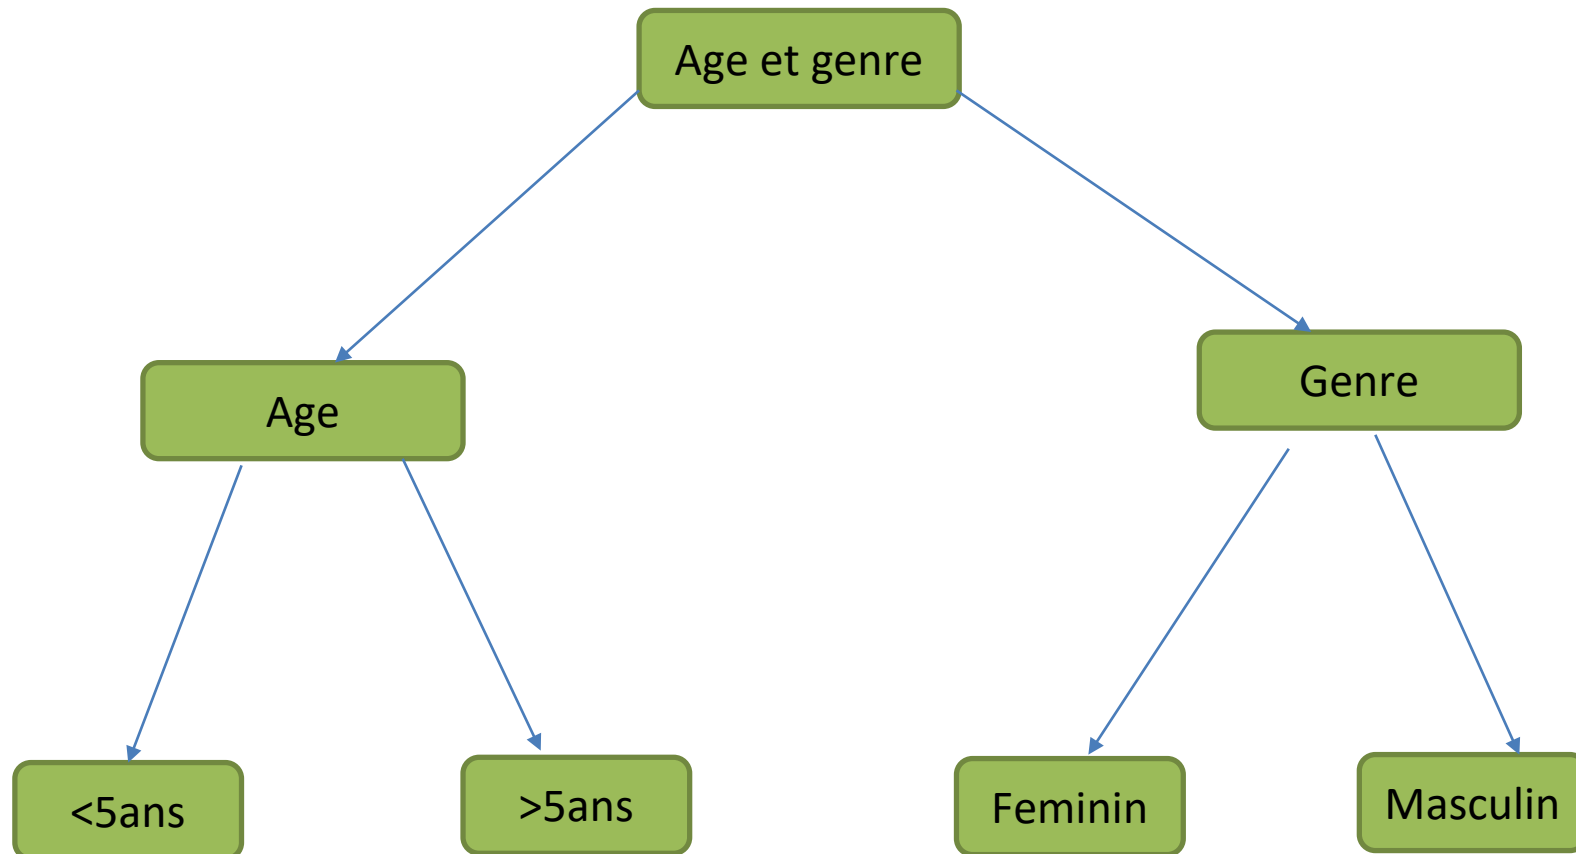 Age et genre
Age
Genre
<5ans
>5ans
Feminin
Masculin